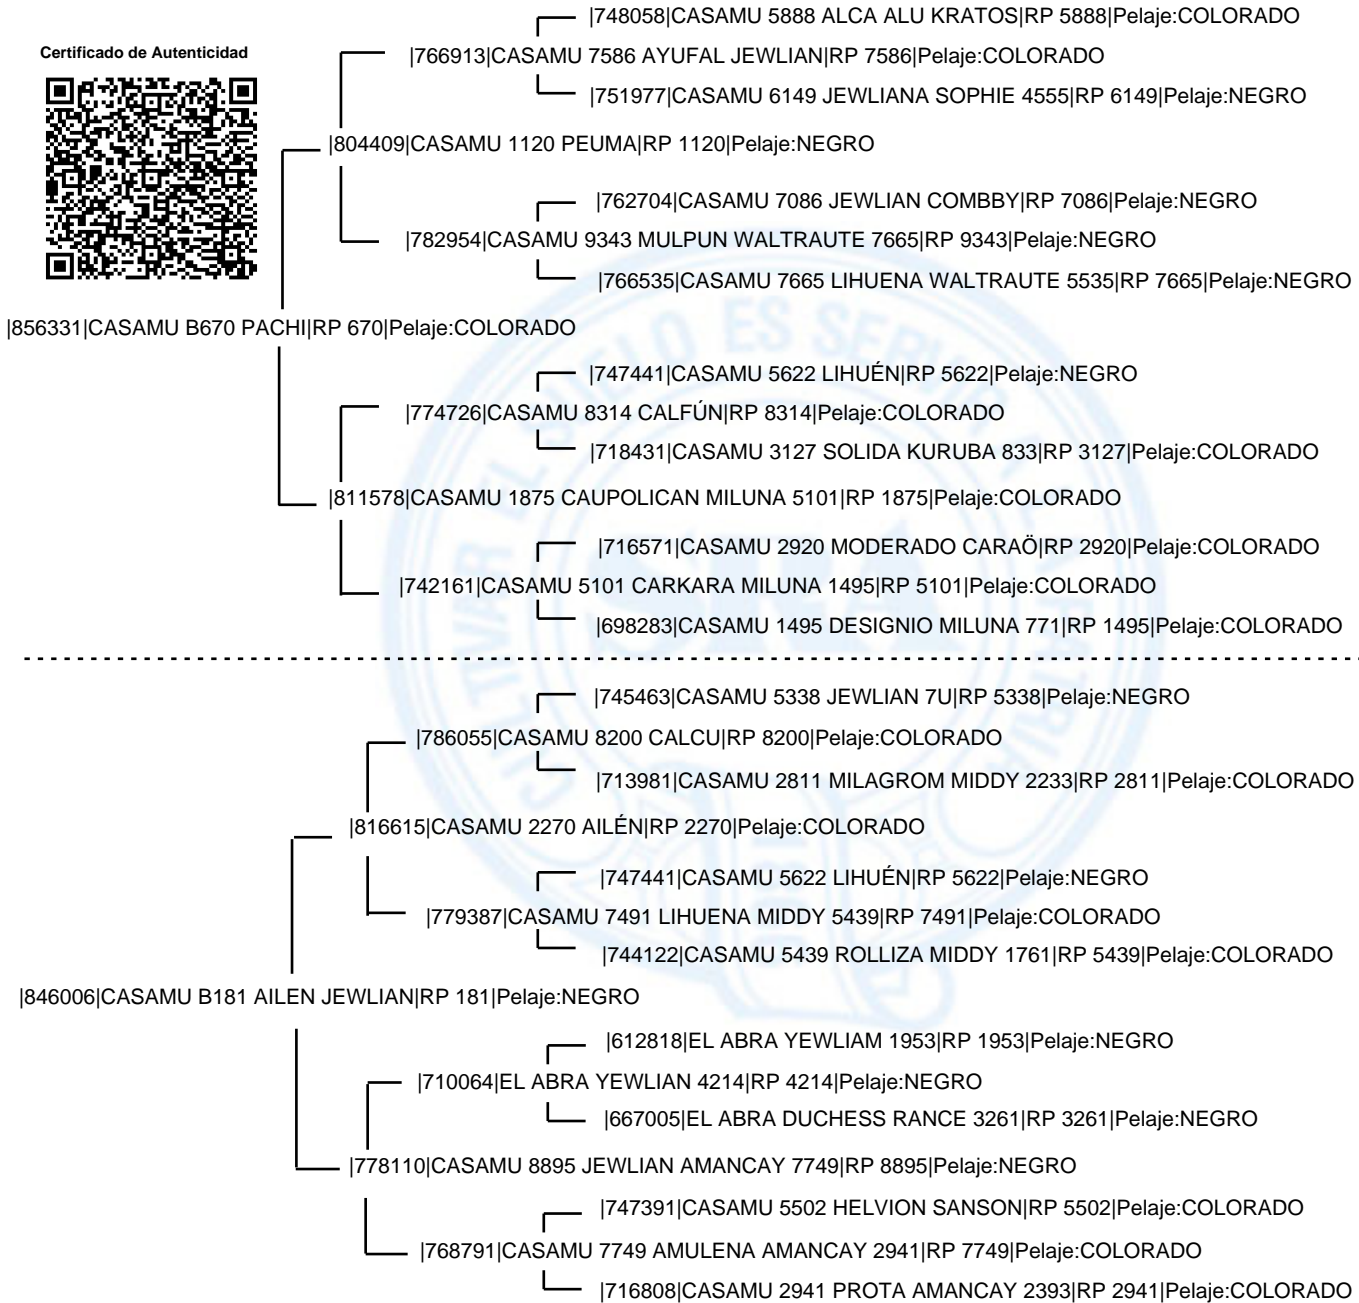 |748058|CASAMU 5888 ALCA ALU KRATOS|RP 5888|Pelaje:COLORADO
Certificado de Autenticidad
|766913|CASAMU 7586 AYUFAL JEWLIAN|RP 7586|Pelaje:COLORADO
|751977|CASAMU 6149 JEWLIANA SOPHIE 4555|RP 6149|Pelaje:NEGRO
|804409|CASAMU 1120 PEUMA|RP 1120|Pelaje:NEGRO
|762704|CASAMU 7086 JEWLIAN COMBBY|RP 7086|Pelaje:NEGRO
|782954|CASAMU 9343 MULPUN WALTRAUTE 7665|RP 9343|Pelaje:NEGRO
|766535|CASAMU 7665 LIHUENA WALTRAUTE 5535|RP 7665|Pelaje:NEGRO
|856331|CASAMU B670 PACHI|RP 670|Pelaje:COLORADO
|747441|CASAMU 5622 LIHUÉN|RP 5622|Pelaje:NEGRO
|774726|CASAMU 8314 CALFÚN|RP 8314|Pelaje:COLORADO
|718431|CASAMU 3127 SOLIDA KURUBA 833|RP 3127|Pelaje:COLORADO
|811578|CASAMU 1875 CAUPOLICAN MILUNA 5101|RP 1875|Pelaje:COLORADO
|716571|CASAMU 2920 MODERADO CARAÖ|RP 2920|Pelaje:COLORADO
|742161|CASAMU 5101 CARKARA MILUNA 1495|RP 5101|Pelaje:COLORADO
|698283|CASAMU 1495 DESIGNIO MILUNA 771|RP 1495|Pelaje:COLORADO
|745463|CASAMU 5338 JEWLIAN 7U|RP 5338|Pelaje:NEGRO
|786055|CASAMU 8200 CALCU|RP 8200|Pelaje:COLORADO
|713981|CASAMU 2811 MILAGROM MIDDY 2233|RP 2811|Pelaje:COLORADO
|816615|CASAMU 2270 AILÉN|RP 2270|Pelaje:COLORADO
|747441|CASAMU 5622 LIHUÉN|RP 5622|Pelaje:NEGRO
|779387|CASAMU 7491 LIHUENA MIDDY 5439|RP 7491|Pelaje:COLORADO
|744122|CASAMU 5439 ROLLIZA MIDDY 1761|RP 5439|Pelaje:COLORADO
|846006|CASAMU B181 AILEN JEWLIAN|RP 181|Pelaje:NEGRO
|612818|EL ABRA YEWLIAM 1953|RP 1953|Pelaje:NEGRO
|710064|EL ABRA YEWLIAN 4214|RP 4214|Pelaje:NEGRO
|667005|EL ABRA DUCHESS RANCE 3261|RP 3261|Pelaje:NEGRO
|778110|CASAMU 8895 JEWLIAN AMANCAY 7749|RP 8895|Pelaje:NEGRO
|747391|CASAMU 5502 HELVION SANSON|RP 5502|Pelaje:COLORADO
|768791|CASAMU 7749 AMULENA AMANCAY 2941|RP 7749|Pelaje:COLORADO
|716808|CASAMU 2941 PROTA AMANCAY 2393|RP 2941|Pelaje:COLORADO
CULTIVAR EL SUELO ES SERVIR A LA PATRIA
SRA